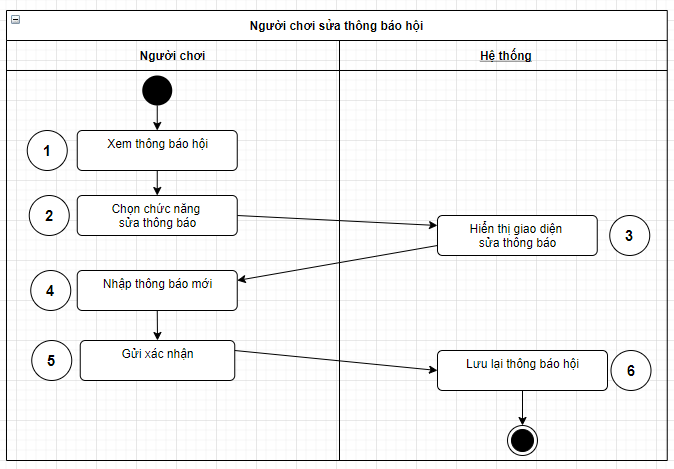 Người chơi sửa thông báo hội
Người chơi
Hệ thống
1
Xem thông báo hội
2
Chọn chức năng
sửa thông báo
Hiển thị giao diện
sửa thông báo
3
4
Nhập thông báo mới
5
Gửi xác nhận
Lưu lại thông báo hội
6